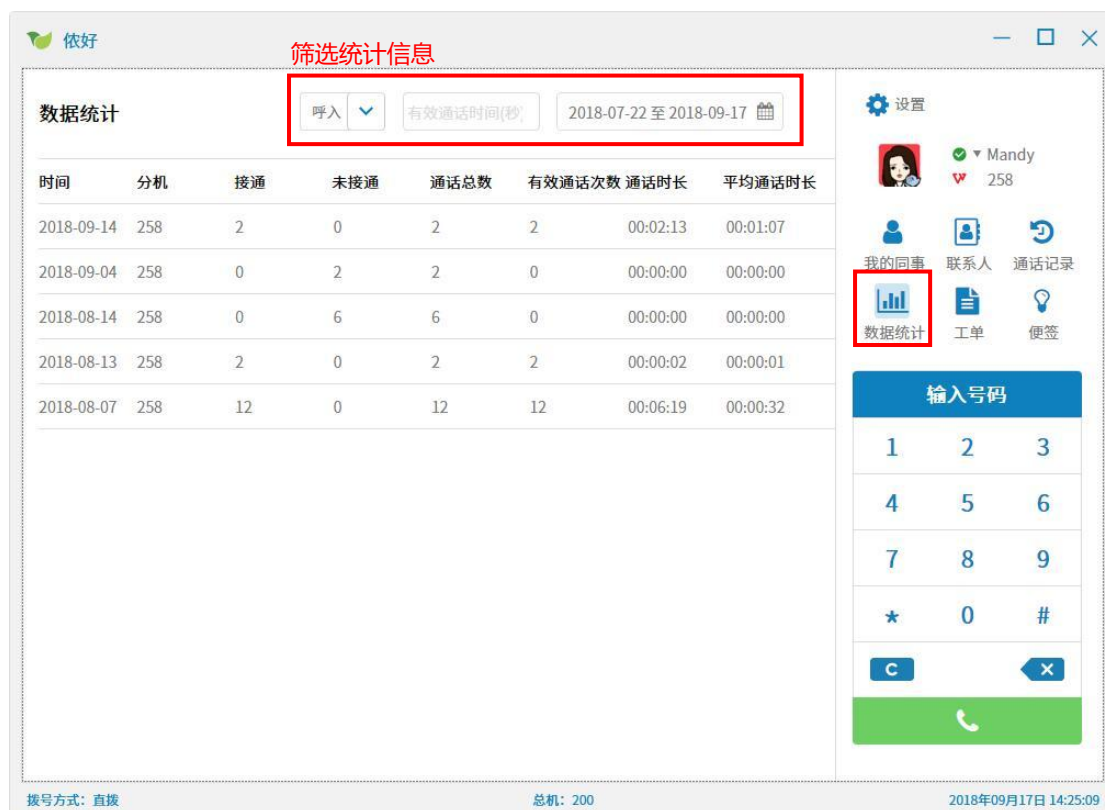 侬好
筛选统计信息
数据统计
呼入
有效通话时间(秒)
2018-07-22 至 2018-09-17
时间 分机 接通 未接通 通话总数 有效通话次数 通话时长 平均通话时长
2018-09-14 258 2 0 2 2 00:02:13 00:01:07
2018-09-04 258 0 2 2 0 00:00:00 00:00:00
2018-08-14 258 0 6 6 0 00:00:00 00:00:00
2018-08-13 258 2 0 2 2 00:00:02 00:00:01
2018-08-07 258 12 0 12 12 00:06:19 00:00:32
设置
Mandy
258
我的同事 联系人 通话记录
数据统计 工单 便签
输入号码
1 2 3
4 5 6
7 8 9
* 0 #
C
拨号方式：直拨 总机：200 2018年09月17日 14:25:09